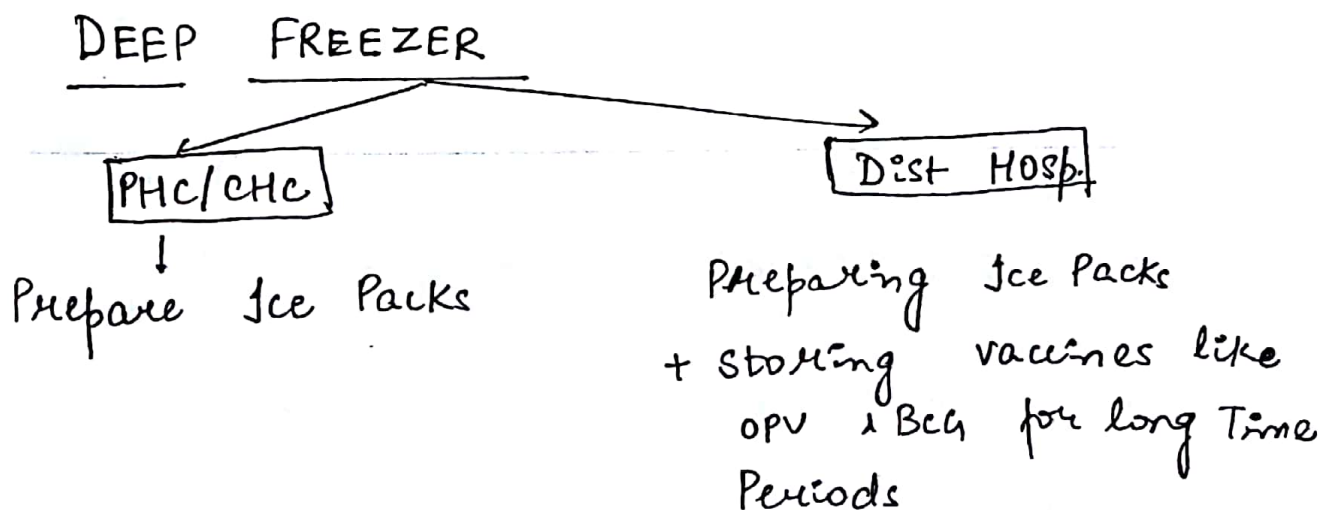 DEEP FREEZER
PHC/CHC
Prepare Ice Packs
Dist Hosp.
Preparing Ice Packs
+ storing vaccines like
OPV & BCG for long Time
Periods